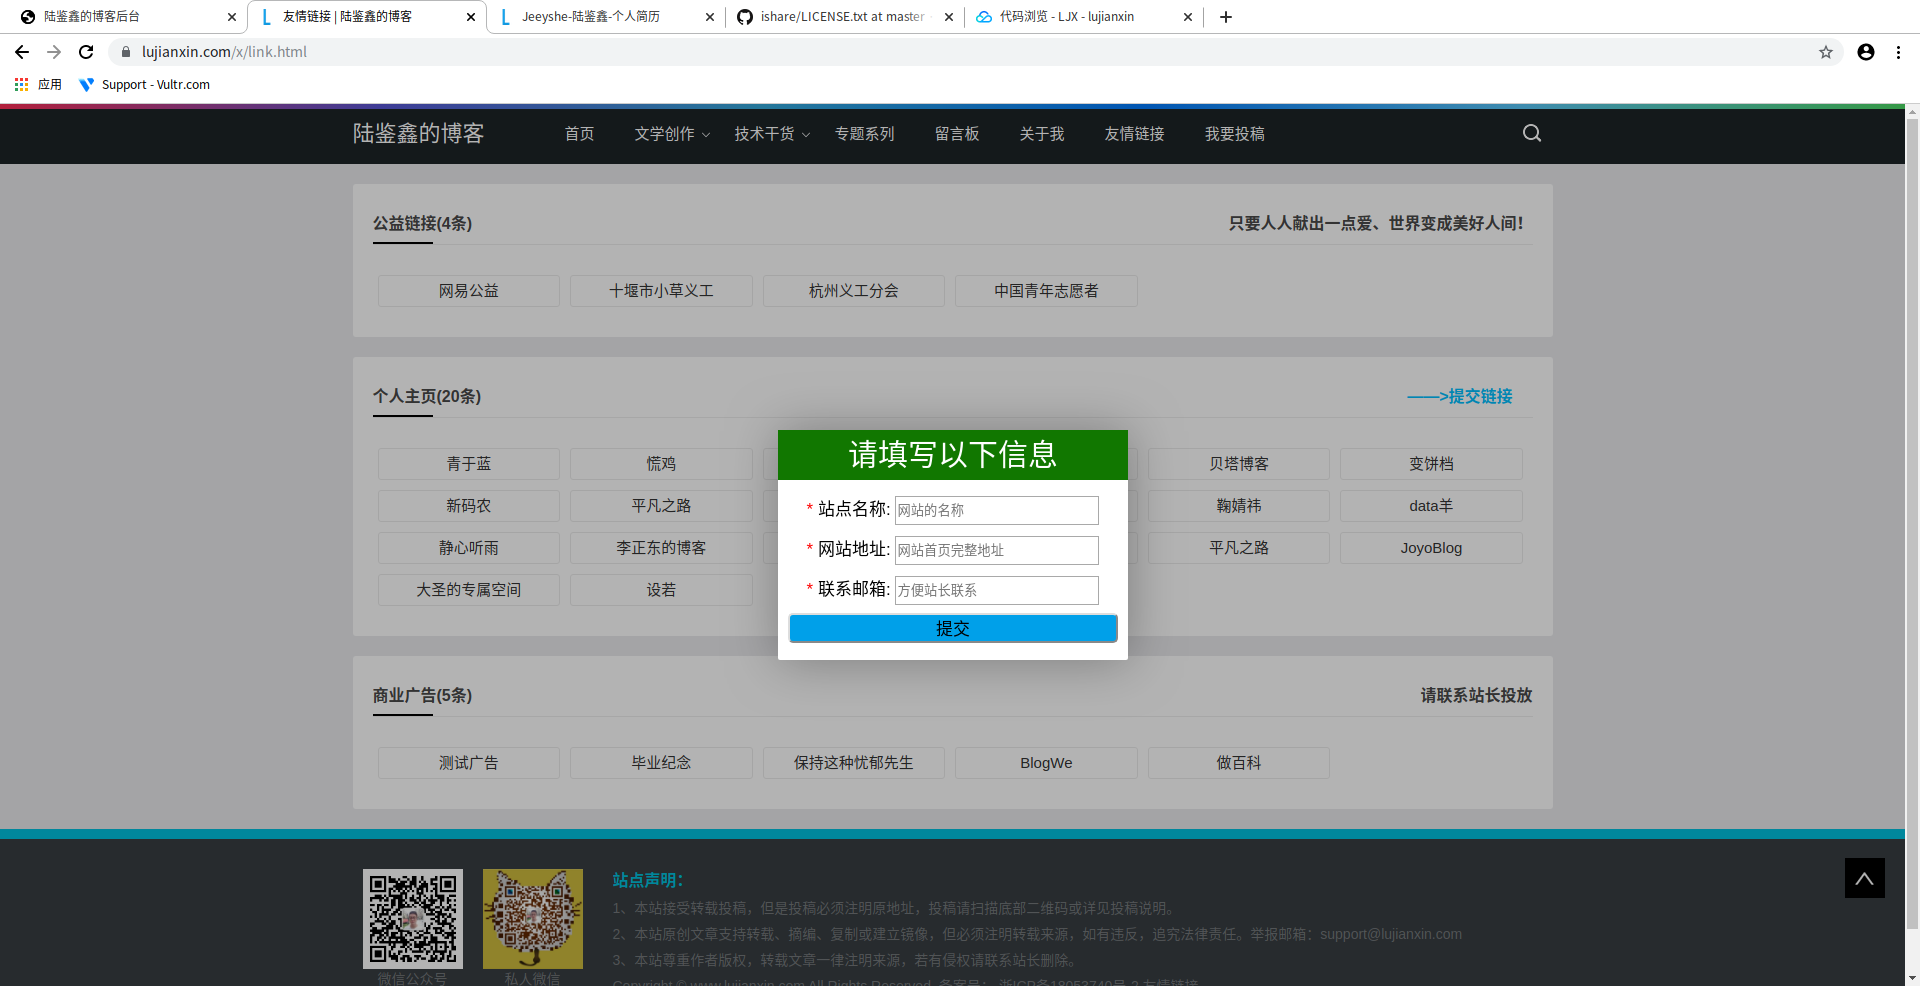 陆鉴鑫的博客后台
友情链接 | 陆鉴鑫的博客
Jeeyshe-陆鉴鑫-个人简历
ishare/LICENSE.txt at master
代码浏览 - LJX - lujianxin
lujianxin.com/x/link.html
应用
Support - Vultr.com
陆鉴鑫的博客
首页
文学创作
技术干货
专题系列
留言板
关于我
友情链接
我要投稿
公益链接(4条)
只要人人献出一点爱、世界变成美好人间！
网易公益
十堰市小草义工
杭州义工分会
中国青年志愿者
个人主页(20条)
——>提交链接
青于蓝
慌鸡
贝塔博客
变饼档
新码农
平凡之路
鞠婧祎
data羊
静心听雨
李正东的博客
平凡之路
JoyoBlog
大圣的专属空间
设若
请填写以下信息
* 站点名称: 网站的名称
* 网站地址: 网站首页完整地址
* 联系邮箱: 方便站长联系
提交
商业广告(5条)
请联系站长投放
测试广告
毕业纪念
保持这种忧郁先生
BlogWe
做百科
微信公众号
私人微信
站点声明：
1、本站接受转载投稿，但是投稿必须注明原地址，投稿请扫描底部二维码或详见投稿说明。
2、本站原创文章支持转载、摘编、复制或建立镜像，但必须注明转载来源，如有违反，追究法律责任。举报邮箱：support@lujianxin.com
3、本站尊重作者版权，转载文章一律注明来源，若有侵权请联系站长删除。
Copyright © www.lujianxin.com All Rights Reserved. 备案号：